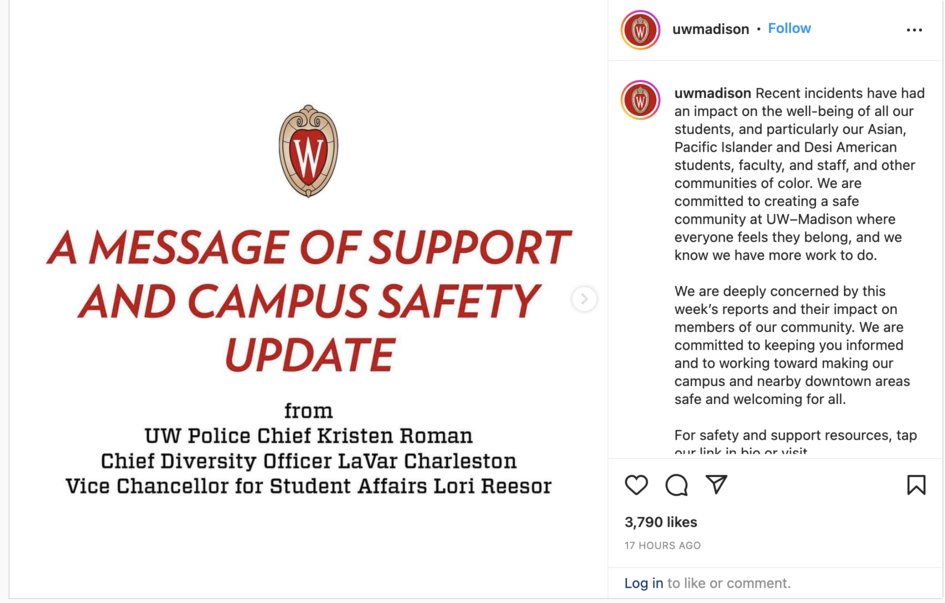 W
A MESSAGE OF SUPPORT
AND CAMPUS SAFETY
UPDATE
from
UW Police Chief Kristen Roman
Chief Diversity Officer LaVar Charleston
Vice Chancellor for Student Affairs Lori Reesor
W
uwmadison • Follow
W
uwmadison Recent incidents have had
an impact on the well-being of all our
students, and particularly our Asian,
Pacific Islander and Desi American
students, faculty, and staff, and other
communities of color. We are
committed to creating a safe
community at UW–Madison where
everyone feels they belong, and we
know we have more work to do.
We are deeply concerned by this
week's reports and their impact on
members of our community. We are
committed to keeping you informed
and to working toward making our
campus and nearby downtown areas
safe and welcoming for all.
For safety and support resources, tap
our link in bio or visit
3,790 likes
17 HOURS AGO
Log in to like or comment.